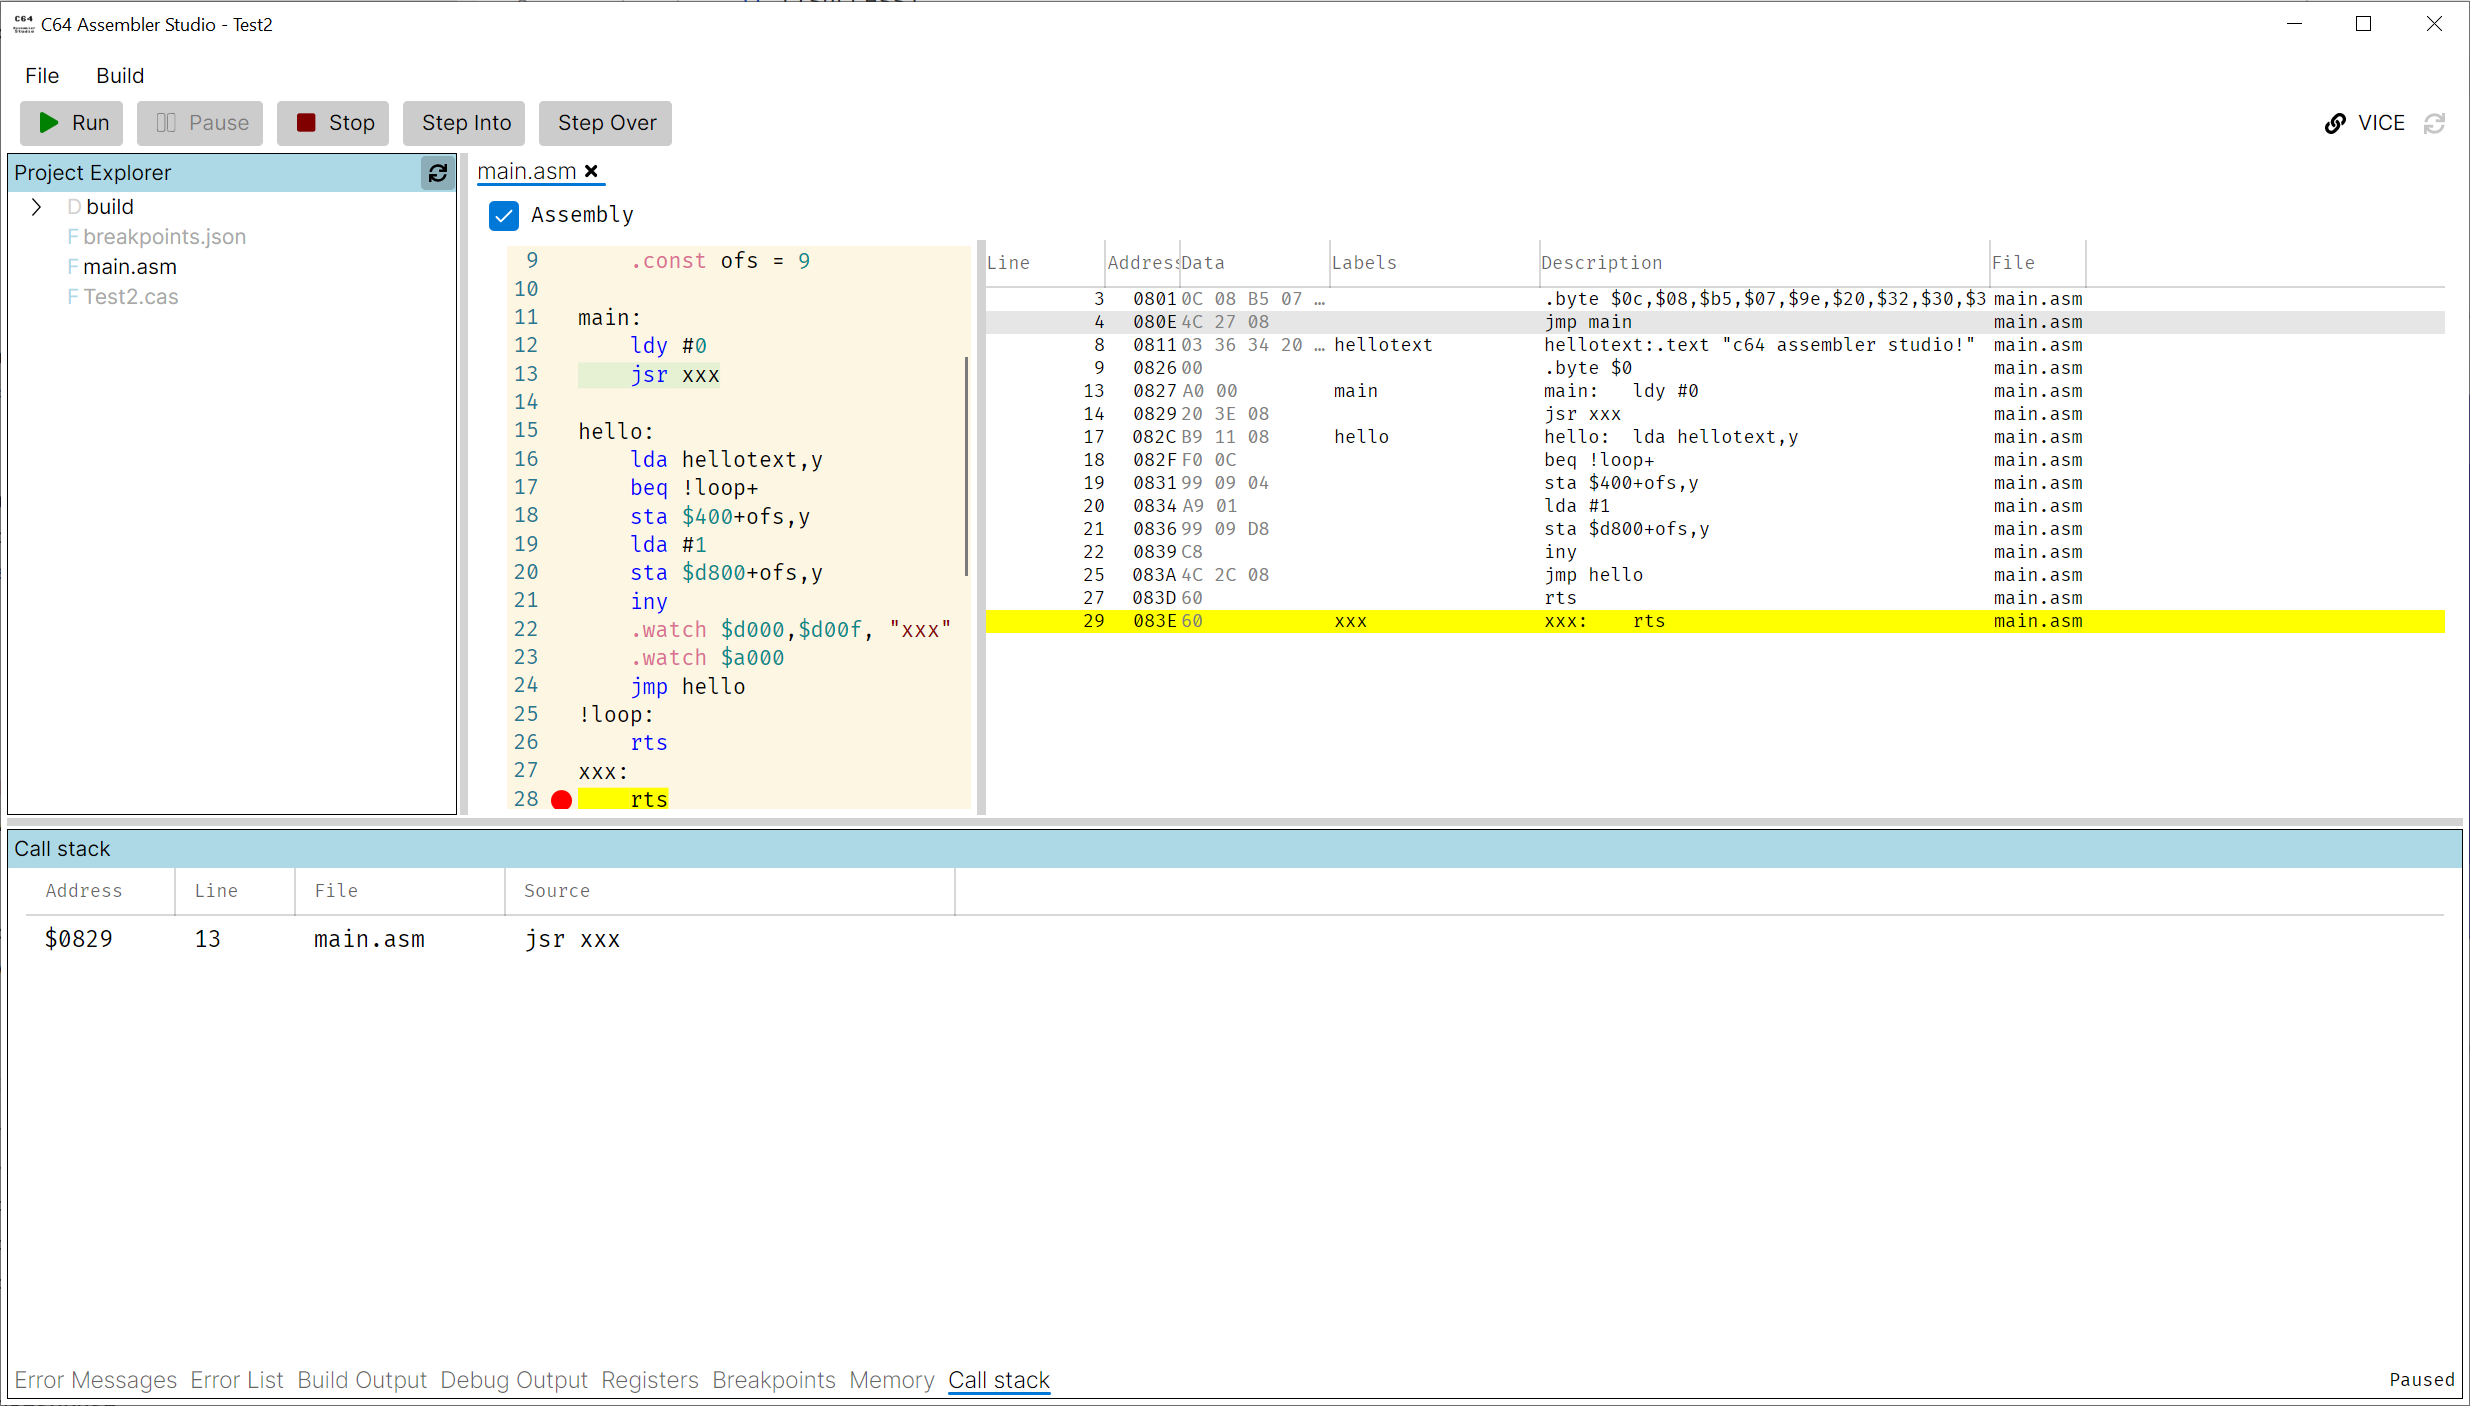 C64 Assembler Studio - Test2
File Build
Run Pause Stop Step Into Step Over VICE
Project Explorer
build
breakpoints.json
main.asm
Test2.cas
main.asm
Assembly
9 .const ofs = 9
10
11 main:
12 ldy #0
13 jsr xxx
14
15 hello:
16 lda hellotext,y
17 beq !loop+
18 sta $400+ofs,y
19 lda #1
20 sta $d800+ofs,y
21 iny
22 .watch $d000,$d00f, "xxx"
23 .watch $a000
24 jmp hello
25 !loop:
26 rts
27 xxx:
28 rts
Line Address Data Labels Description File
3 0801 0C 08 B5 07 … .byte $0c,$08,$b5,$07,$9e,$20,$32,$30,$3 main.asm
4 080E 4C 27 08 jmp main main.asm
8 0811 03 36 34 20 … hellotext hellotext:.text "c64 assembler studio!" main.asm
9 0826 00 .byte $0 main.asm
13 0827 A0 00 main main: ldy #0 main.asm
14 0829 20 3E 08 jsr xxx main.asm
17 082C B9 11 08 hello hello: lda hellotext,y main.asm
18 082F F0 0C beq !loop+ main.asm
19 0831 99 09 04 sta $400+ofs,y main.asm
20 0834 A9 01 lda #1 main.asm
21 0836 99 09 D8 sta $d800+ofs,y main.asm
22 0839 C8 iny main.asm
25 083A 4C 2C 08 jmp hello main.asm
27 083D 60 rts main.asm
29 083E 60 xxx xxx: rts main.asm
Call stack
Address Line File Source
$0829 13 main.asm jsr xxx
Error Messages Error List Build Output Debug Output Registers Breakpoints Memory Call stack Paused